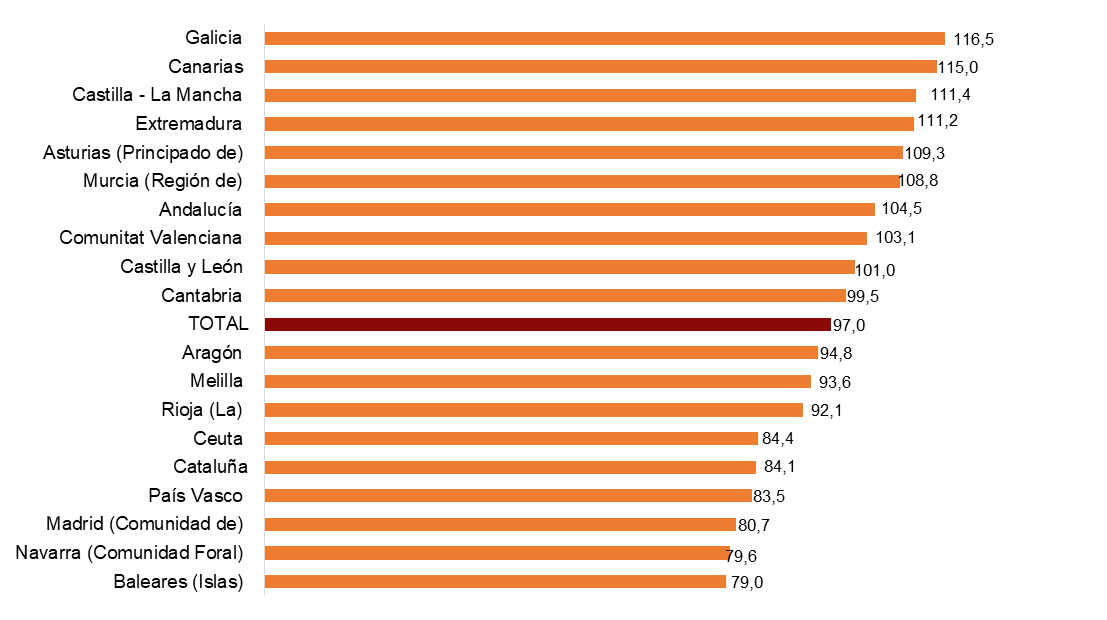 Galicia 116,5
Canarias 115,0
Castilla - La Mancha 111,4
Extremadura 111,2
Asturias (Principado de) 109,3
Murcia (Región de) 108,8
Andalucía 104,5
Comunitat Valenciana 103,1
Castilla y León 101,0
Cantabria 99,5
TOTAL 97,0
Aragón 94,8
Melilla 93,6
Rioja (La) 92,1
Ceuta 84,4
Cataluña 84,1
País Vasco 83,5
Madrid (Comunidad de) 80,7
Navarra (Comunidad Foral) 79,6
Baleares (Islas) 79,0